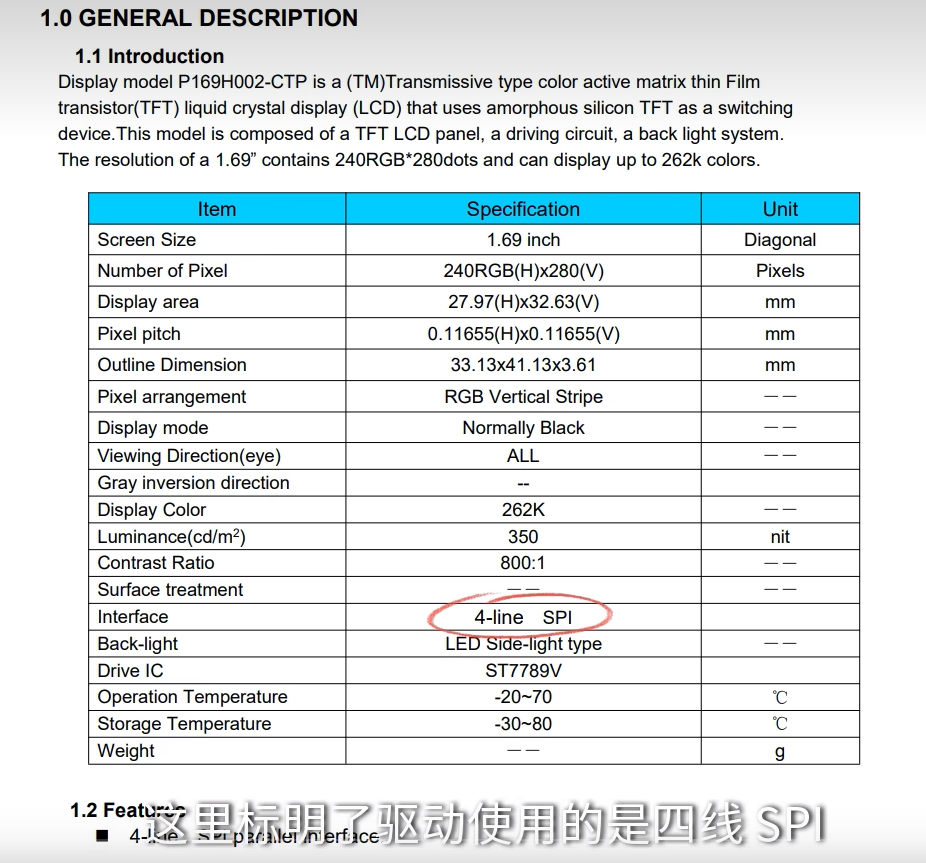 1.0 GENERAL DESCRIPTION
1.1 Introduction
Display model P169H002-CTP is a (TM)Transmissive type color active matrix thin Film
transistor(TFT) liquid crystal display (LCD) that uses amorphous silicon TFT as a switching
device.This model is composed of a TFT LCD panel, a driving circuit, a back light system.
The resolution of a 1.69” contains 240RGB*280dots and can display up to 262k colors.
Item Specification Unit
Screen Size 1.69 inch Diagonal
Number of Pixel 240RGB(H)x280(V) Pixels
Display area 27.97(H)x32.63(V) mm
Pixel pitch 0.11655(H)x0.11655(V) mm
Outline Dimension 33.13x41.13x3.61 mm
Pixel arrangement RGB Vertical Stripe ——
Display mode Normally Black ——
Viewing Direction(eye) ALL ——
Gray inversion direction --
Display Color 262K ——
Luminance(cd/m²) 350 nit
Contrast Ratio 800:1 ——
Surface treatment —— ——
Interface 4-line SPI
Back-light LED Side-light type ——
Drive IC ST7789V
Operation Temperature -20~70 ℃
Storage Temperature -30~80 ℃
Weight —— g
1.2 Features
■ 4-line SPI parallel interface
这里标明了驱动使用的是四线 SPI